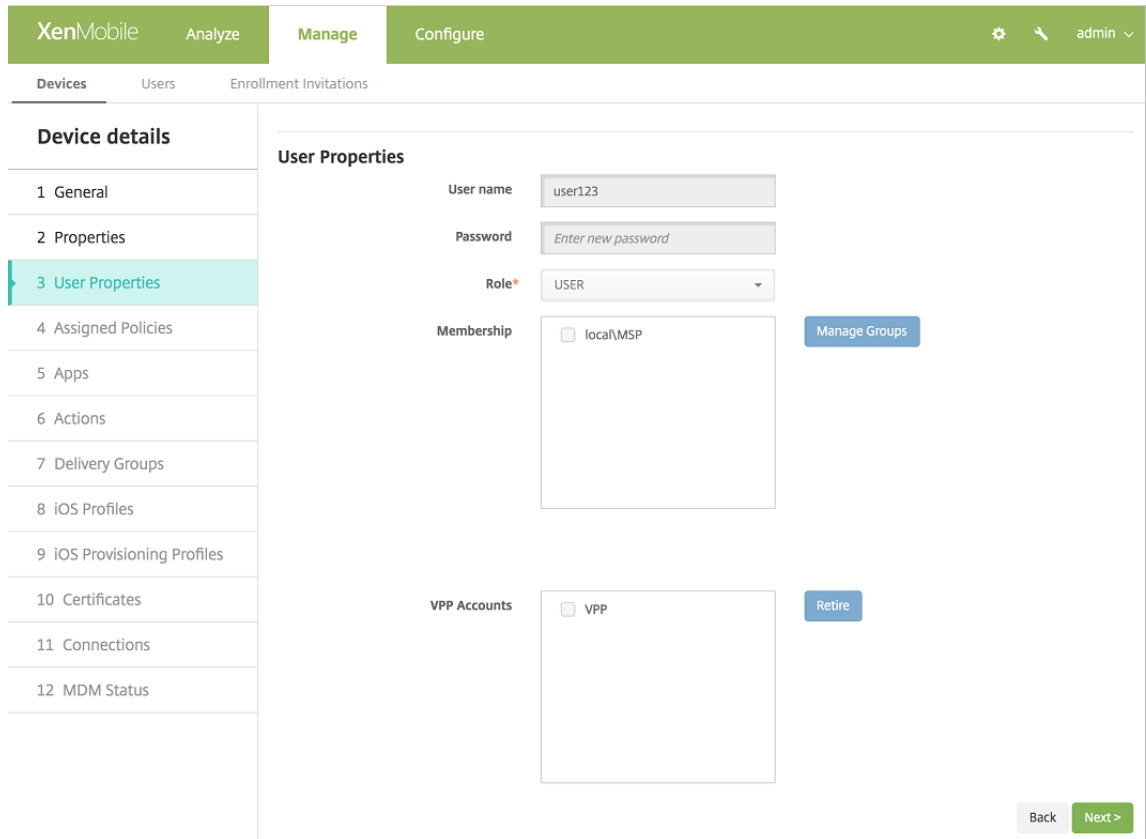 XenMobile Analyze Manage Configure admin
Devices Users Enrollment Invitations
Device details
1 General
2 Properties
3 User Properties
4 Assigned Policies
5 Apps
6 Actions
7 Delivery Groups
8 iOS Profiles
9 iOS Provisioning Profiles
10 Certificates
11 Connections
12 MDM Status
User Properties
User name user123
Password Enter new password
Role* USER
Membership local\MSP Manage Groups
VPP Accounts VPP Retire
Back Next >